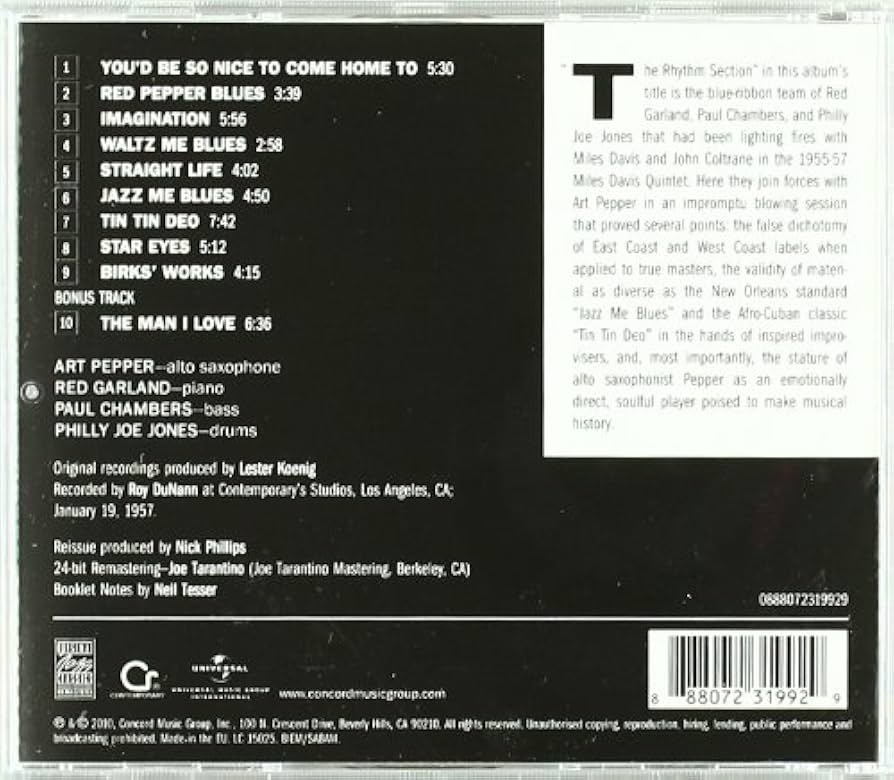 1 YOU'D BE SO NICE TO COME HOME TO 5:30
2 RED PEPPER BLUES 3:39
3 IMAGINATION 5:56
4 WALTZ ME BLUES 2:58
5 STRAIGHT LIFE 4:02
6 JAZZ ME BLUES 4:50
7 TIN TIN DEO 7:42
8 STAR EYES 5:12
9 BIRKS' WORKS 4:15
BONUS TRACK
10 THE MAN I LOVE 6:36
ART PEPPER—alto saxophone
RED GARLAND—piano
PAUL CHAMBERS—bass
PHILLY JOE JONES—drums
Original recordings produced by Lester Koenig
Recorded by Roy DuNann at Contemporary's Studios, Los Angeles, CA;
January 19, 1957.
Reissue produced by Nick Phillips
24-bit Remastering—Joe Tarantino (Joe Tarantino Mastering, Berkeley, CA)
Booklet Notes by Neil Tesser
"The Rhythm Section" in this album's
title is the blue-ribbon team of Red
Garland, Paul Chambers, and Philly
Joe Jones that had been lighting fires with
Miles Davis and John Coltrane in the 1955-57
Miles Davis Quintet. Here they join forces with
Art Pepper in an impromptu blowing session
that proved several points: the false dichotomy
of East Coast and West Coast labels when
applied to true masters, the validity of materi-
al as diverse as the New Orleans standard
"Jazz Me Blues" and the Afro-Cuban classic
"Tin Tin Deo" in the hands of inspired impro-
visers, and, most importantly, the stature of
alto saxophonist Pepper as an emotionally
direct, soulful player poised to make musical
history.
0888072319929
Jazz
CONTEMPORARY
UNIVERSAL
UNIVERSAL MUSIC GROUP
INTERNATIONAL
www.concordmusicgroup.com
8 88072 31992 9
℗ & © 2010, Concord Music Group, Inc., 100 N. Crescent Drive, Beverly Hills, CA 90210. All rights reserved. Unauthorised copying, reproduction, hiring, lending, public performance and
broadcasting prohibited. Made in the EU. LC 15025. BIEM/SABAM.